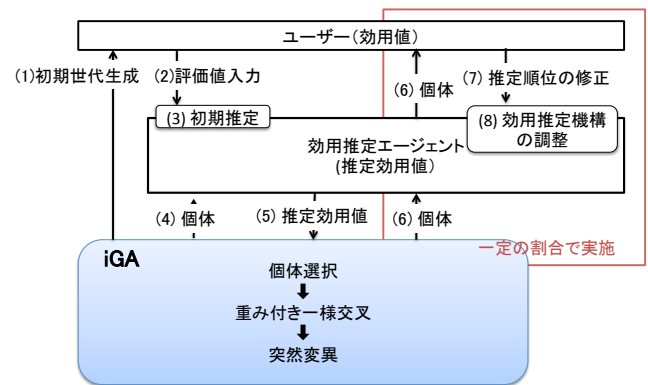 ユーザー(効用値)
(1)初期世代生成
(2)評価値入力
(6) 個体
(7) 推定順位の修正
(3) 初期推定
(8) 効用推定機構
の調整
効用推定エージェント
(推定効用値)
(4) 個体
(5) 推定効用値
(6) 個体
一定の割合で実施
iGA
個体選択
重み付き一様交叉
突然変異